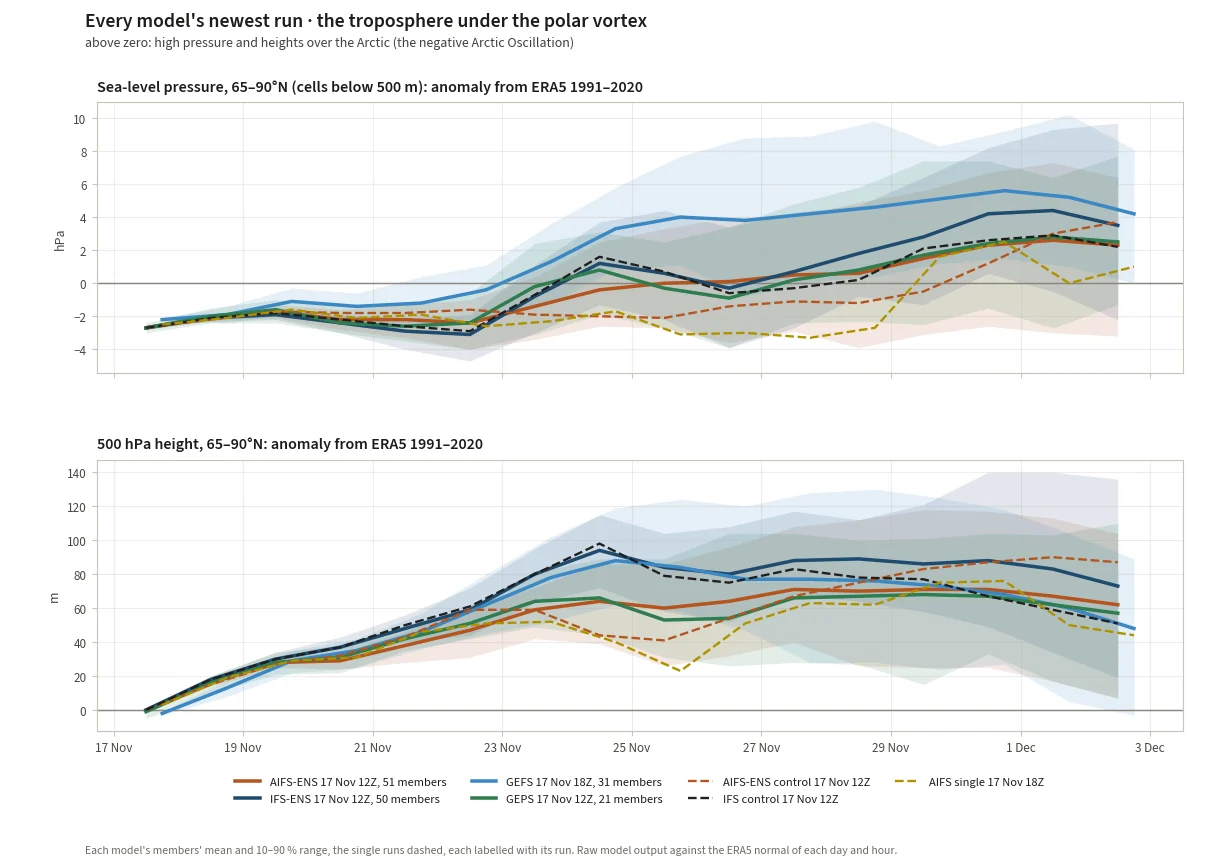 Every model's newest run · the troposphere under the polar vortex
above zero: high pressure and heights over the Arctic (the negative Arctic Oscillation)
Sea-level pressure, 65–90°N (cells below 500 m): anomaly from ERA5 1991–2020
10
8
6
4
2
0
−2
−4
hPa
500 hPa height, 65–90°N: anomaly from ERA5 1991–2020
140
120
100
80
60
40
20
0
m
17 Nov 19 Nov 21 Nov 23 Nov 25 Nov 27 Nov 29 Nov 1 Dec 3 Dec
AIFS-ENS 17 Nov 12Z, 51 members GEFS 17 Nov 18Z, 31 members AIFS-ENS control 17 Nov 12Z AIFS single 17 Nov 18Z
IFS-ENS 17 Nov 12Z, 50 members GEPS 17 Nov 12Z, 21 members IFS control 17 Nov 12Z
Each model's members' mean and 10–90 % range, the single runs dashed, each labelled with its run. Raw model output against the ERA5 normal of each day and hour.